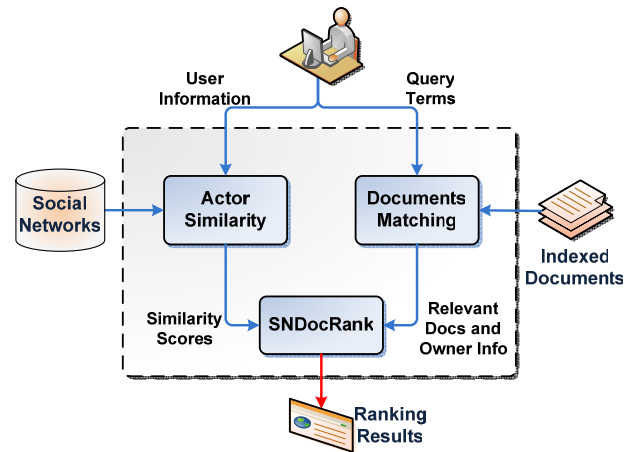 User
Information
Query
Terms
Social
Networks
Actor
Similarity
Documents
Matching
Indexed
Documents
Similarity
Scores
SNDocRank
Relevant
Docs and
Owner Info
Ranking
Results